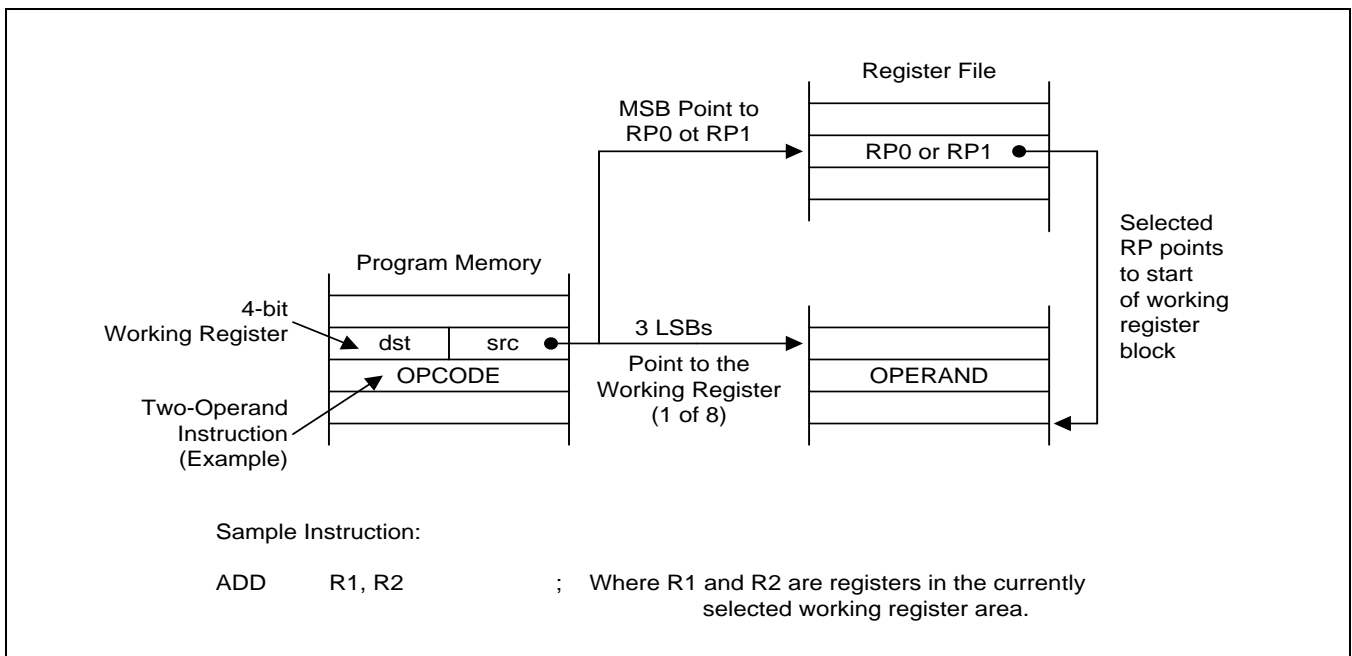 Register File
MSB Point to
RP0 ot RP1
RP0 or RP1
Selected
RP points
to start
of working
register
block
Program Memory
4-bit
Working Register
dst src
3 LSBs
Point to the
Working Register
(1 of 8)
OPCODE
OPERAND
Two-Operand
Instruction
(Example)
Sample Instruction:
ADD R1, R2 ; Where R1 and R2 are registers in the currently
selected working register area.